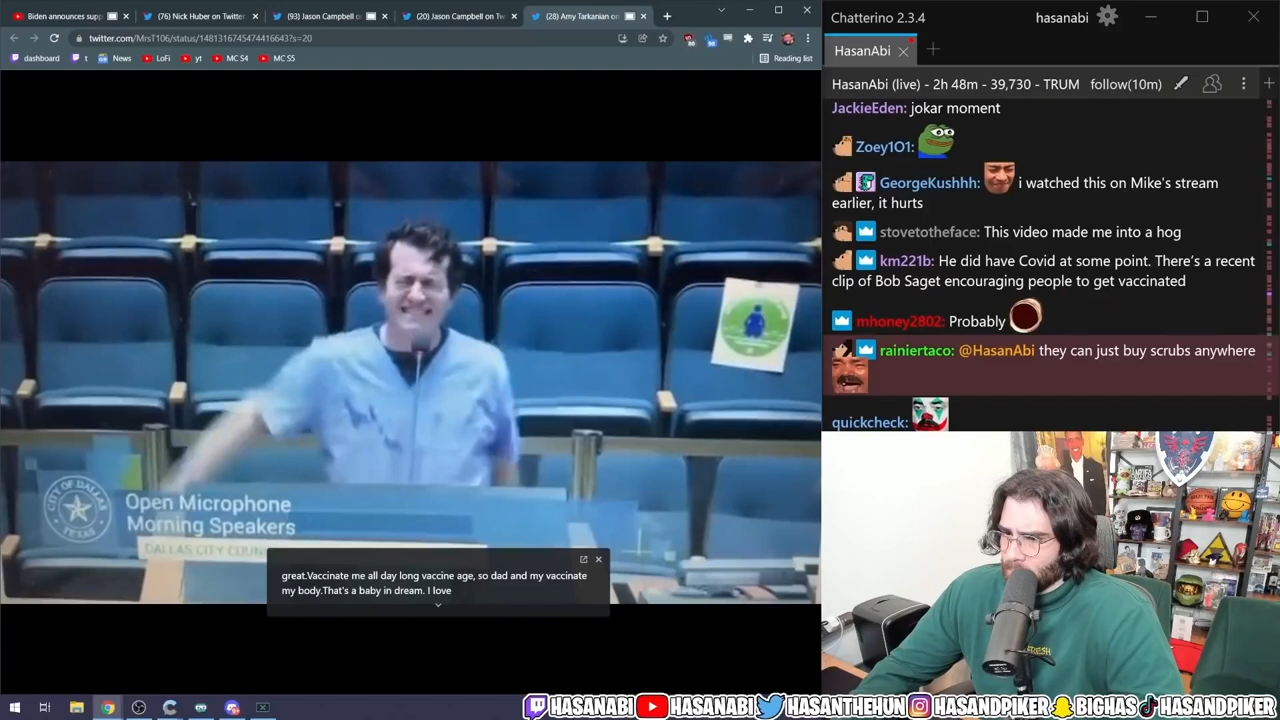 Biden announces supp
(76) Nick Huber on Twitter
(93) Jason Campbell o
(20) Jason Campbell on Tw
(28) Amy Tarkanian on
twitter.com/MrsT106/status/1481316745474416643?s=20
dashboard
t
News
LoFi
yt
MC S4
MC S5
Reading list
Open Microphone
Morning Speakers
DALLAS CITY COUN
CITY OF DALLAS
TEXAS
great.Vaccinate me all day long vaccine age, so dad and my vaccinate
my body.That's a baby in dream. I love
Chatterino 2.3.4
hasanabi
HasanAbi
HasanAbi (live) - 2h 48m - 39,730 - TRUM
follow(10m)
JackieEden: jokar moment
Zoey1O1:
GeorgeKushhh: i watched this on Mike's stream
earlier, it hurts
stovetotheface: This video made me into a hog
km221b: He did have Covid at some point. There's a recent
clip of Bob Saget encouraging people to get vaccinated
mhoney2802: Probably
rainiertaco: @HasanAbi they can just buy scrubs anywhere
quickcheck:
HASANABI HASANABI HASANTHEHUN HASANDPIKER BIGHAS HASANDPIKER